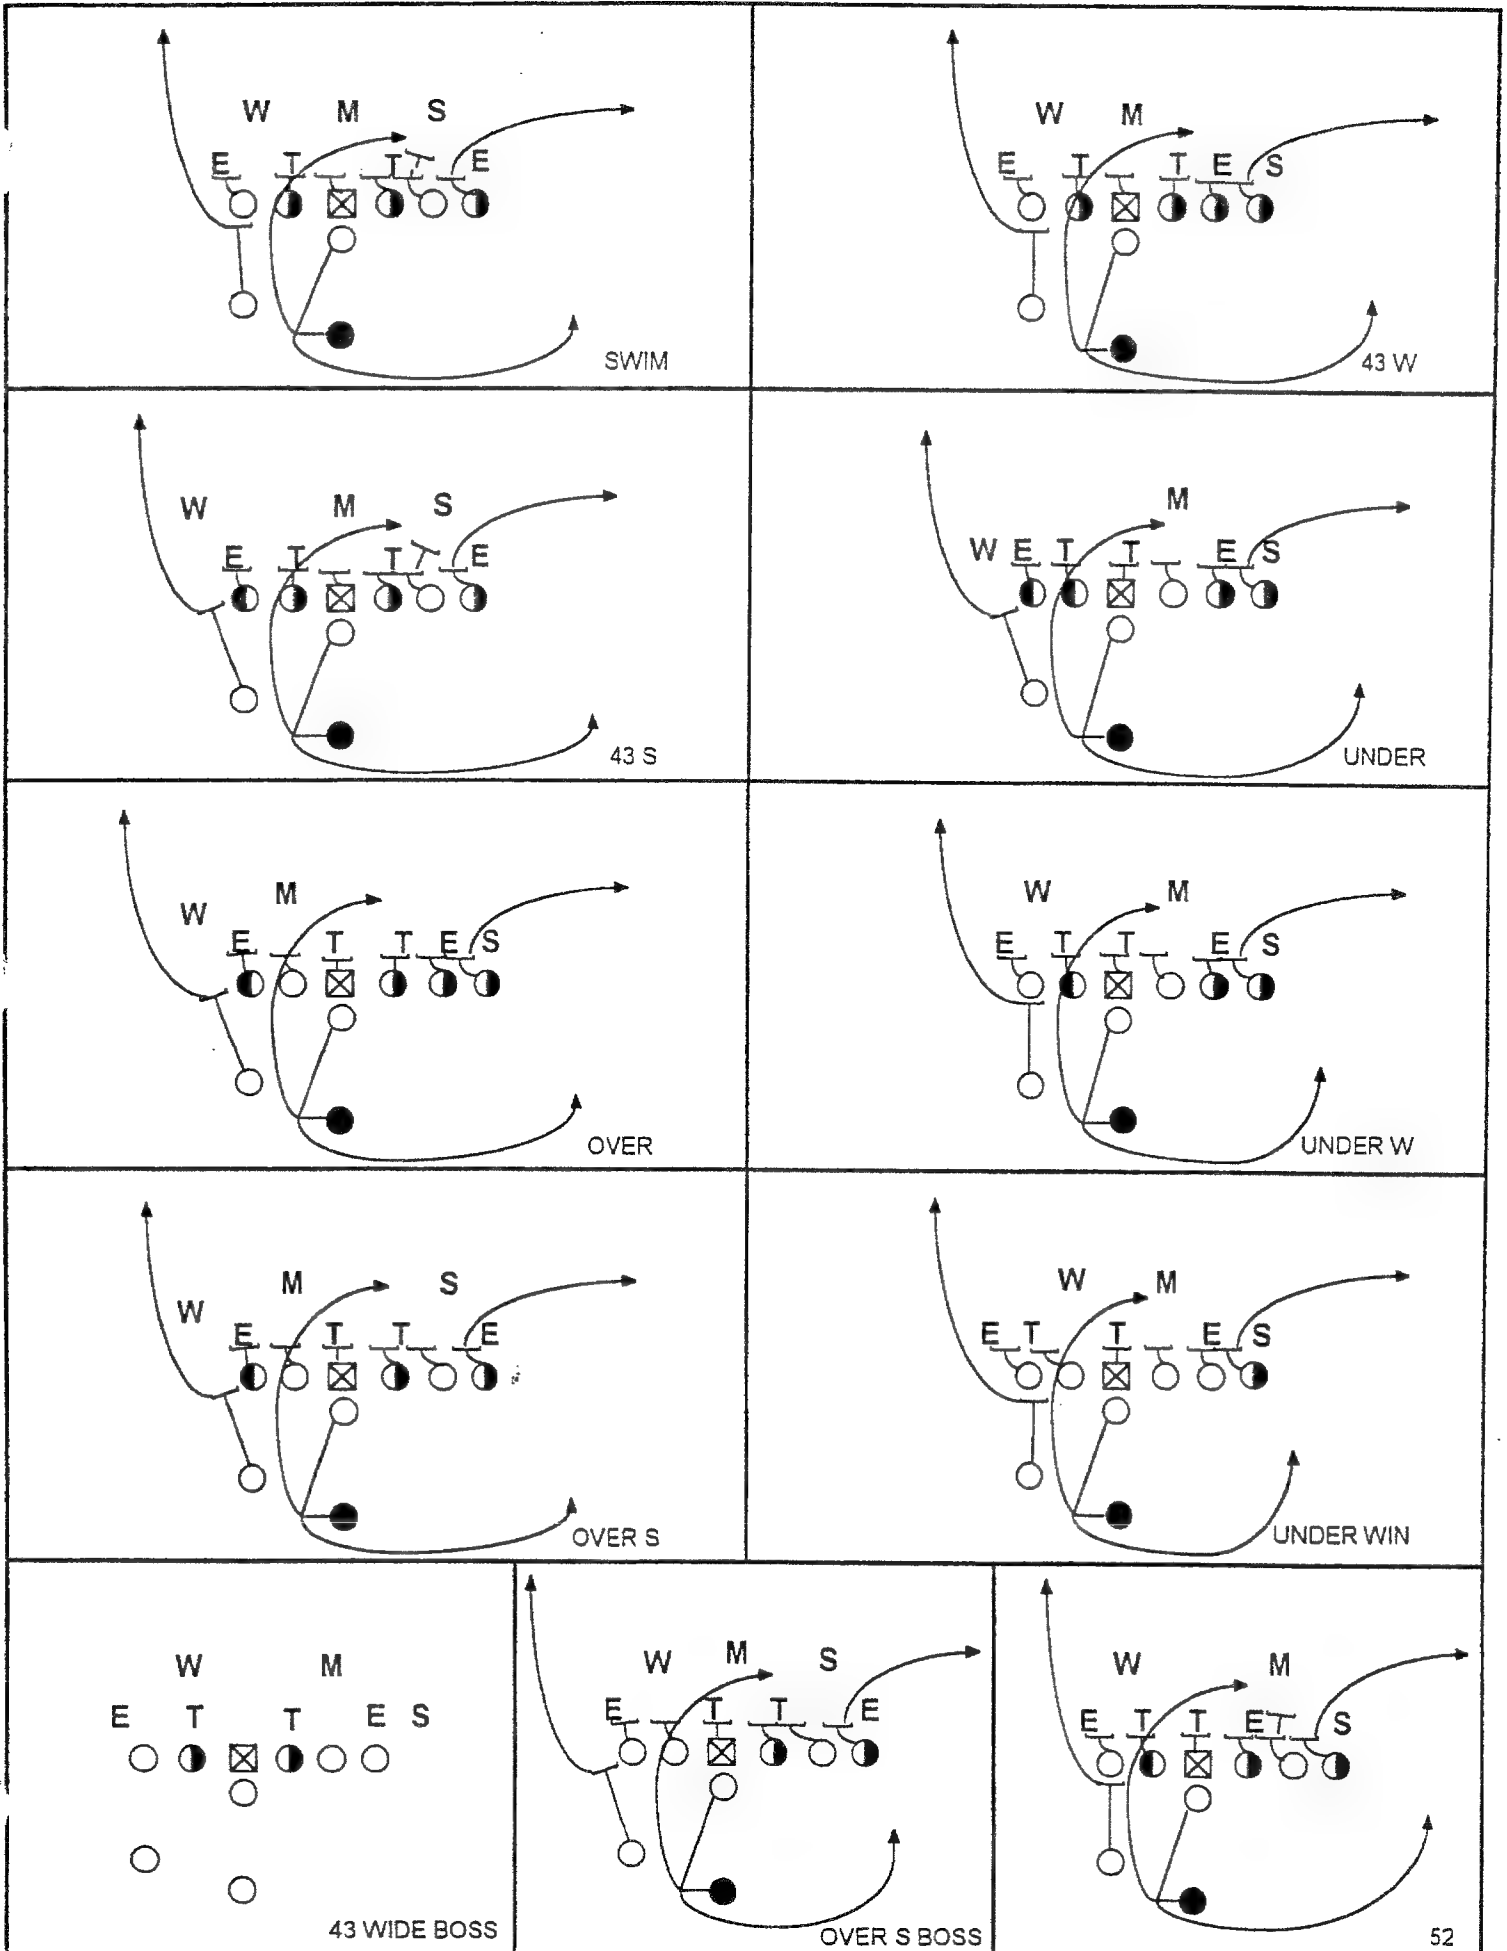 W M S
E T T E
SWIM
W M
E T T E S
43 W
W M S
E T T E
43 S
M
W E T T E S
UNDER
M
W
E T T E S
OVER
W M
E T T E S
UNDER W
M S
W
E T T E
OVER S
W M
E T T E S
UNDER WIN
W M
E T T E S
43 WIDE BOSS
W M S
E T T E
OVER S BOSS
W M
E T T E S
52